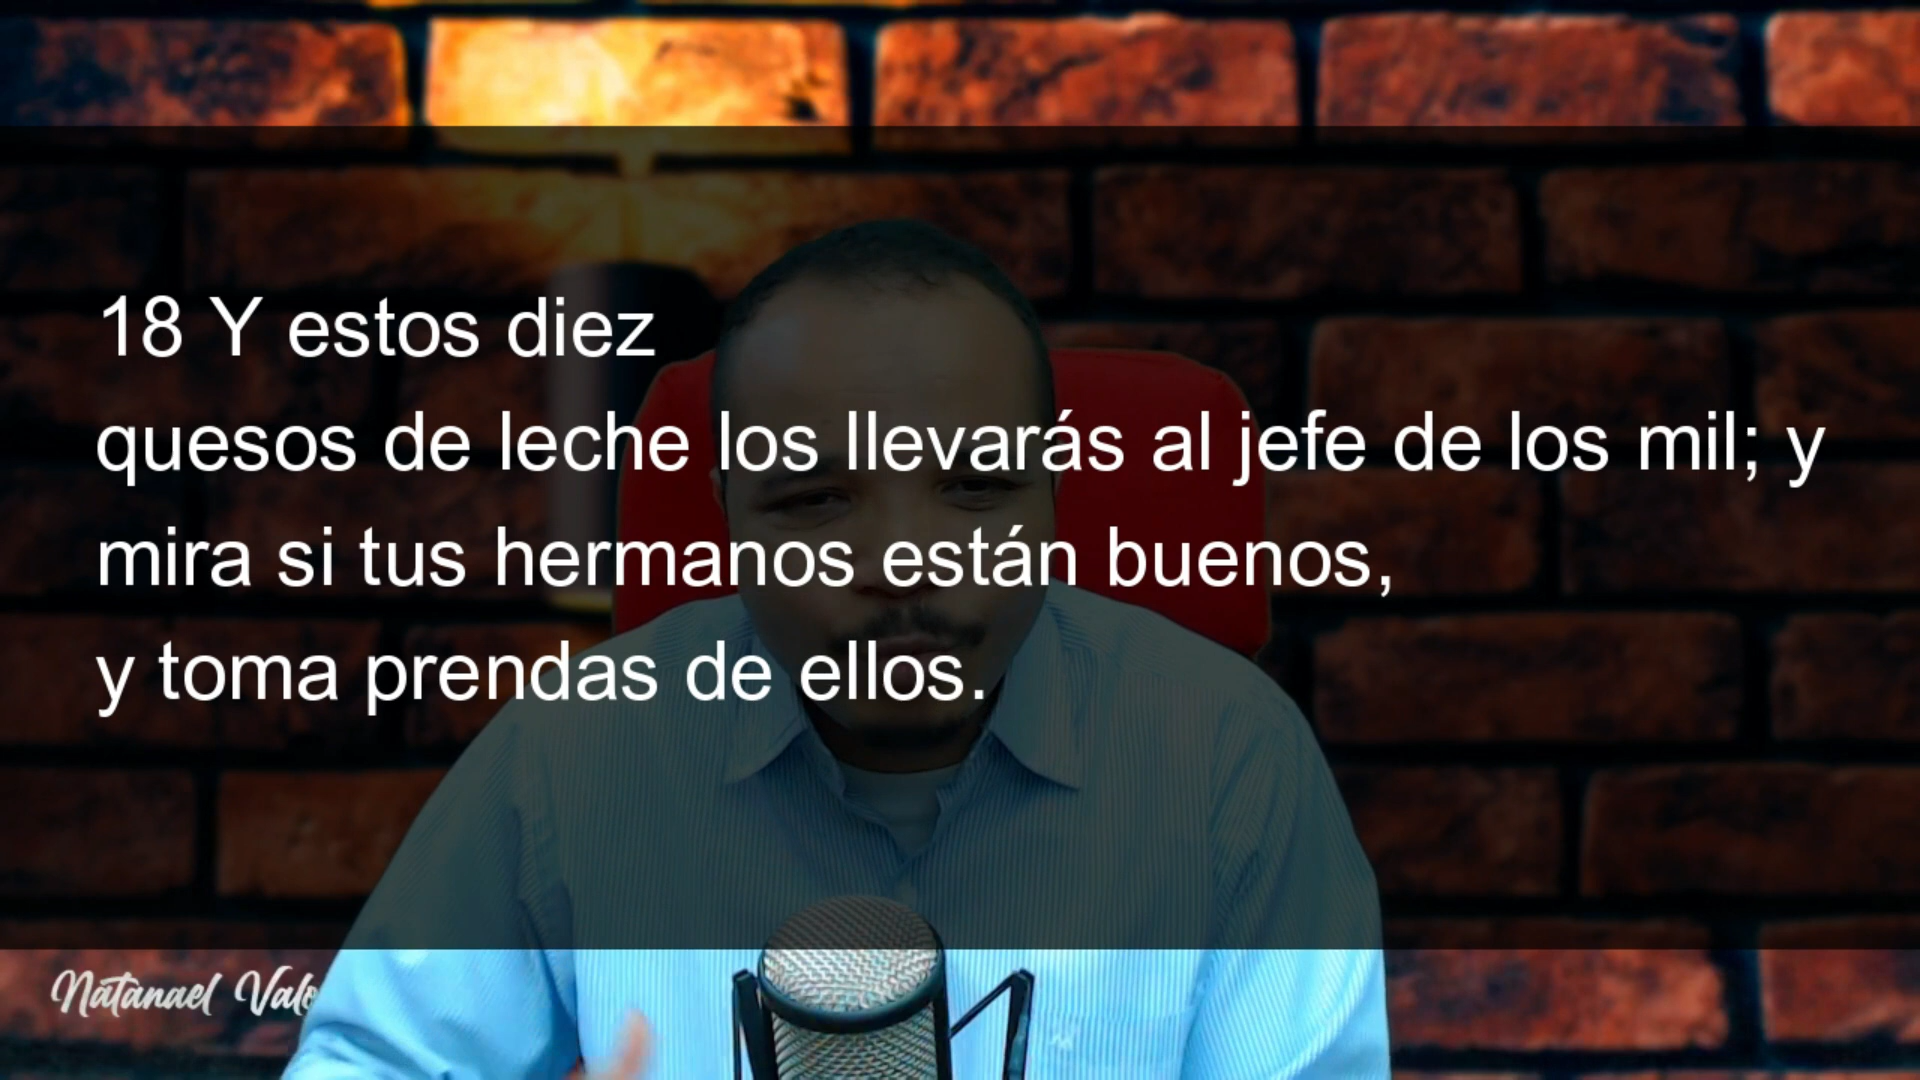 18 Y estos diez
quesos de leche los llevarás al jefe de los mil; y
mira si tus hermanos están buenos,
y toma prendas de ellos.
Natanael